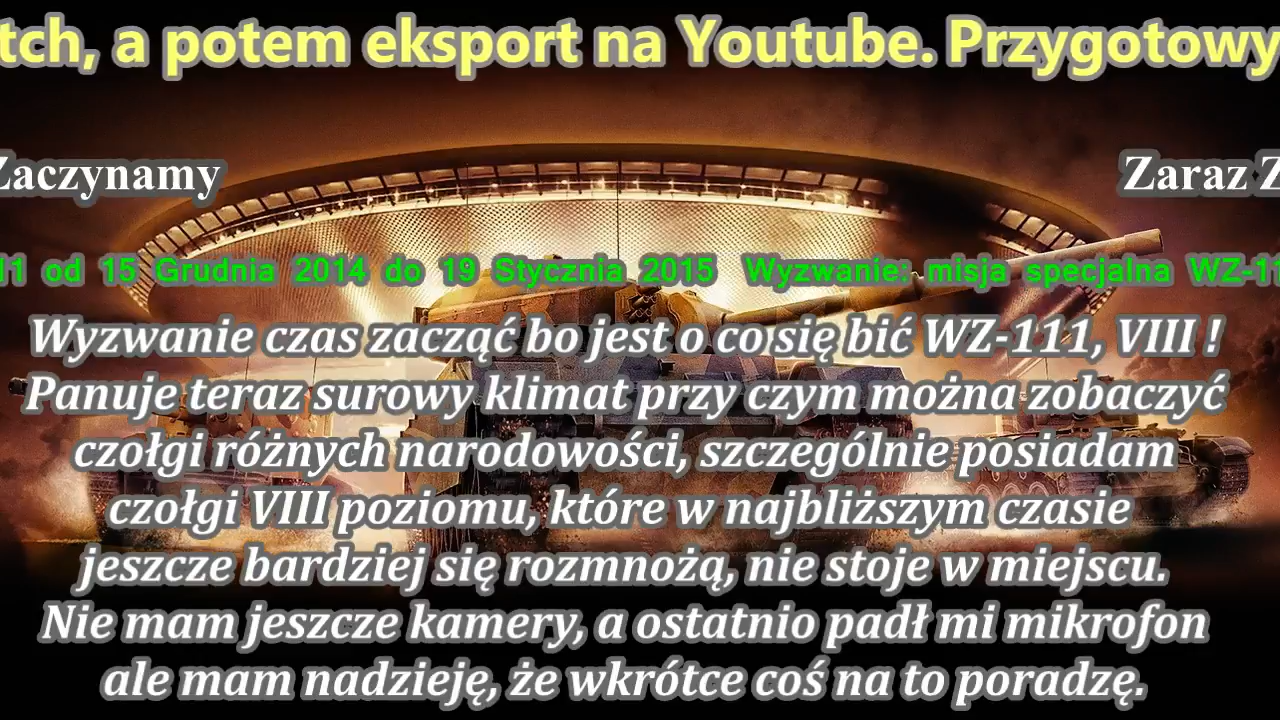 tch, a potem eksport na Youtube. Przygotowy
Zaczynamy Zaraz Z
11 od 15 Grudnia 2014 do 19 Stycznia 2015 Wyzwanie: misja specjalna WZ-11
Wyzwanie czas zacząć bo jest o co się bić WZ-111, VIII !
Panuje teraz surowy klimat przy czym można zobaczyć
czołgi różnych narodowości, szczególnie posiadam
czołgi VIII poziomu, które w najbliższym czasie
jeszcze bardziej się rozmnożą, nie stoje w miejscu.
Nie mam jeszcze kamery, a ostatnio padł mi mikrofon
ale mam nadzieję, że wkrótce coś na to poradzę.